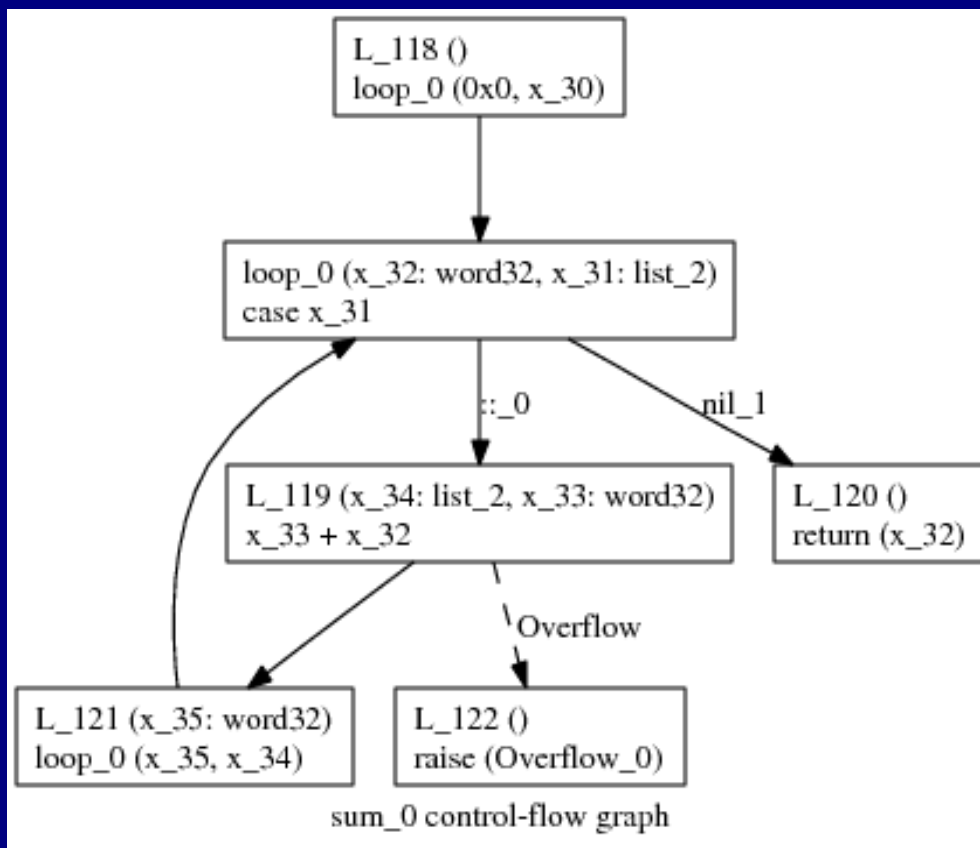 L_118 ()
loop_0 (0x0, x_30)
loop_0 (x_32: word32, x_31: list_2)
case x_31
::_0
nil_1
L_119 (x_34: list_2, x_33: word32)
x_33 + x_32
L_120 ()
return (x_32)
Overflow
L_121 (x_35: word32)
loop_0 (x_35, x_34)
L_122 ()
raise (Overflow_0)
sum_0 control-flow graph